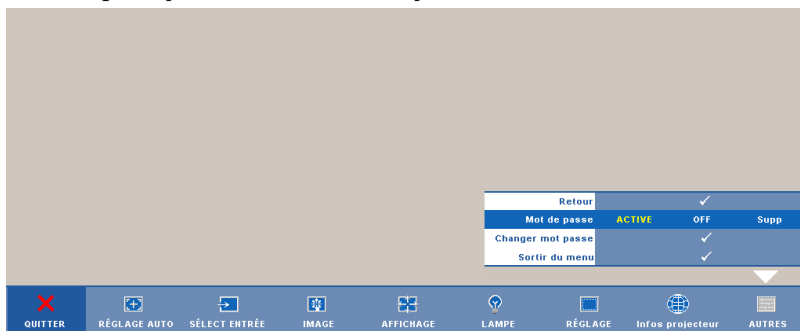 Retour
Mot de passe ACTIVE OFF Supp
Changer mot passe
Sortir du menu
QUITTER RÉGLAGE AUTO SÉLECT ENTRÉE IMAGE AFFICHAGE LAMPE RÉGLAGE Infos projecteur AUTRES